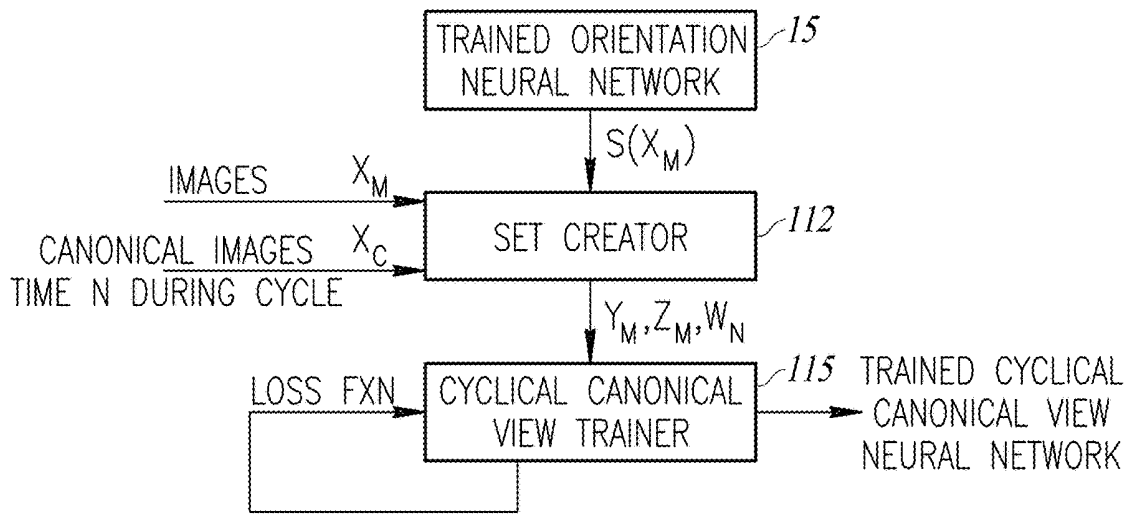 TRAINED ORIENTATION
NEURAL NETWORK
15
S(X_M)
IMAGES X_M
SET CREATOR
112
CANONICAL IMAGES X_C
TIME N DURING CYCLE
Y_M, Z_M, W_N
LOSS FXN
CYCLICAL CANONICAL
VIEW TRAINER
115
TRAINED CYCLICAL
CANONICAL VIEW
NEURAL NETWORK